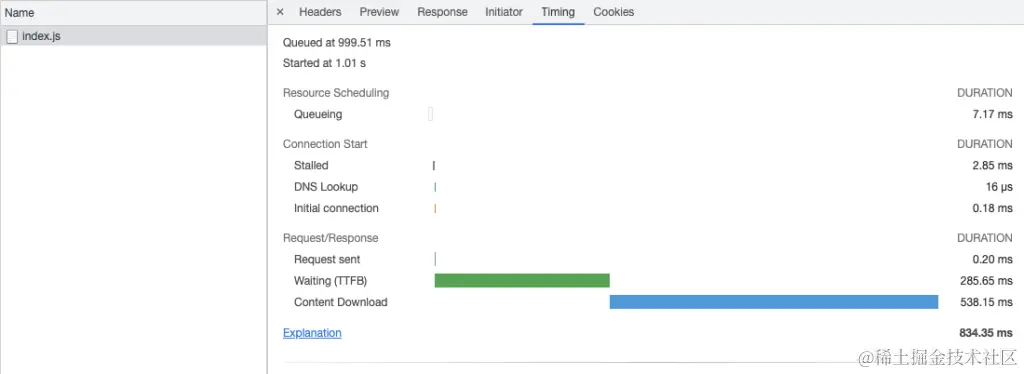 Name
index.js
× Headers Preview Response Initiator Timing Cookies
Queued at 999.51 ms
Started at 1.01 s
Resource Scheduling DURATION
Queueing 7.17 ms
Connection Start DURATION
Stalled 2.85 ms
DNS Lookup 16 μs
Initial connection 0.18 ms
Request/Response DURATION
Request sent 0.20 ms
Waiting (TTFB) 285.65 ms
Content Download 538.15 ms
Explanation 834.35 ms
@稀土掘金技术社区